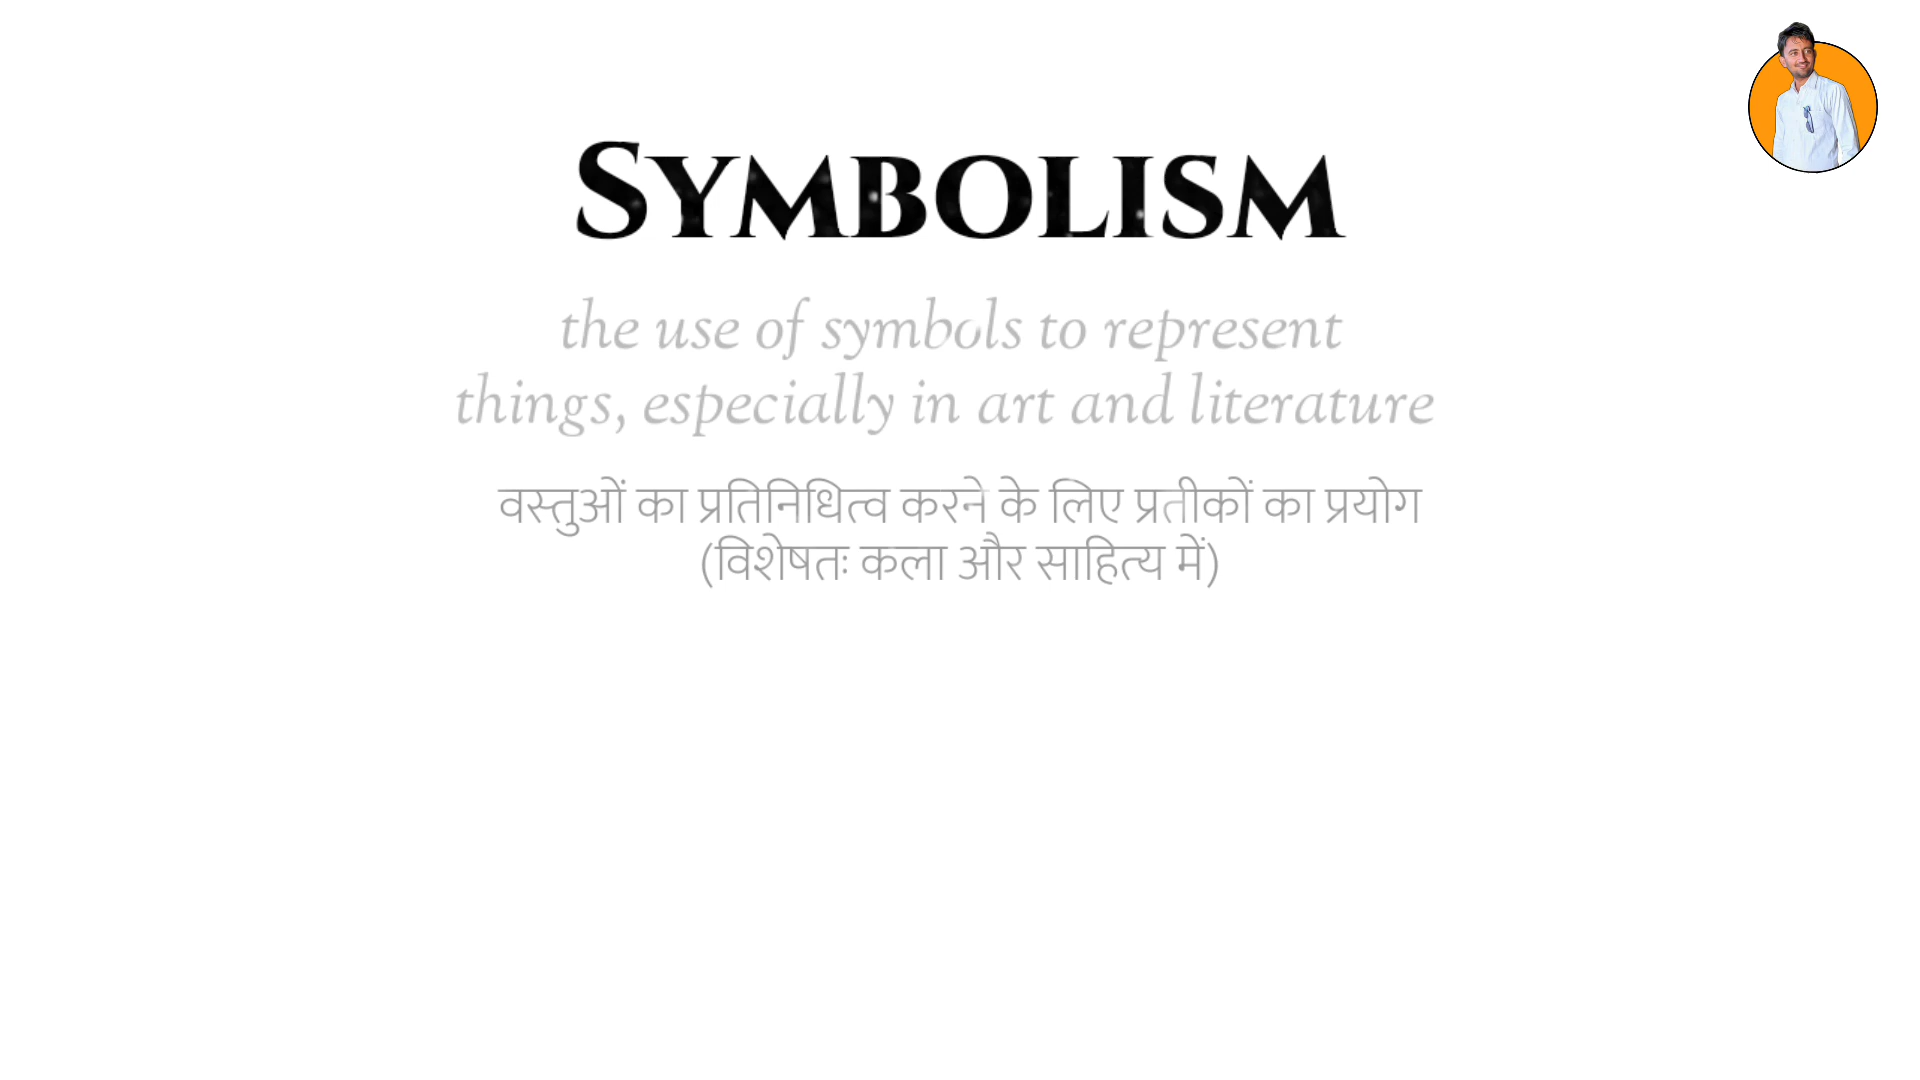 SYMBOLISM
the use of symbols to represent
things, especially in art and literature
वस्तुओं का प्रतिनिधित्व करने के लिए प्रतीकों का प्रयोग
(विशेषतः कला और साहित्य में)